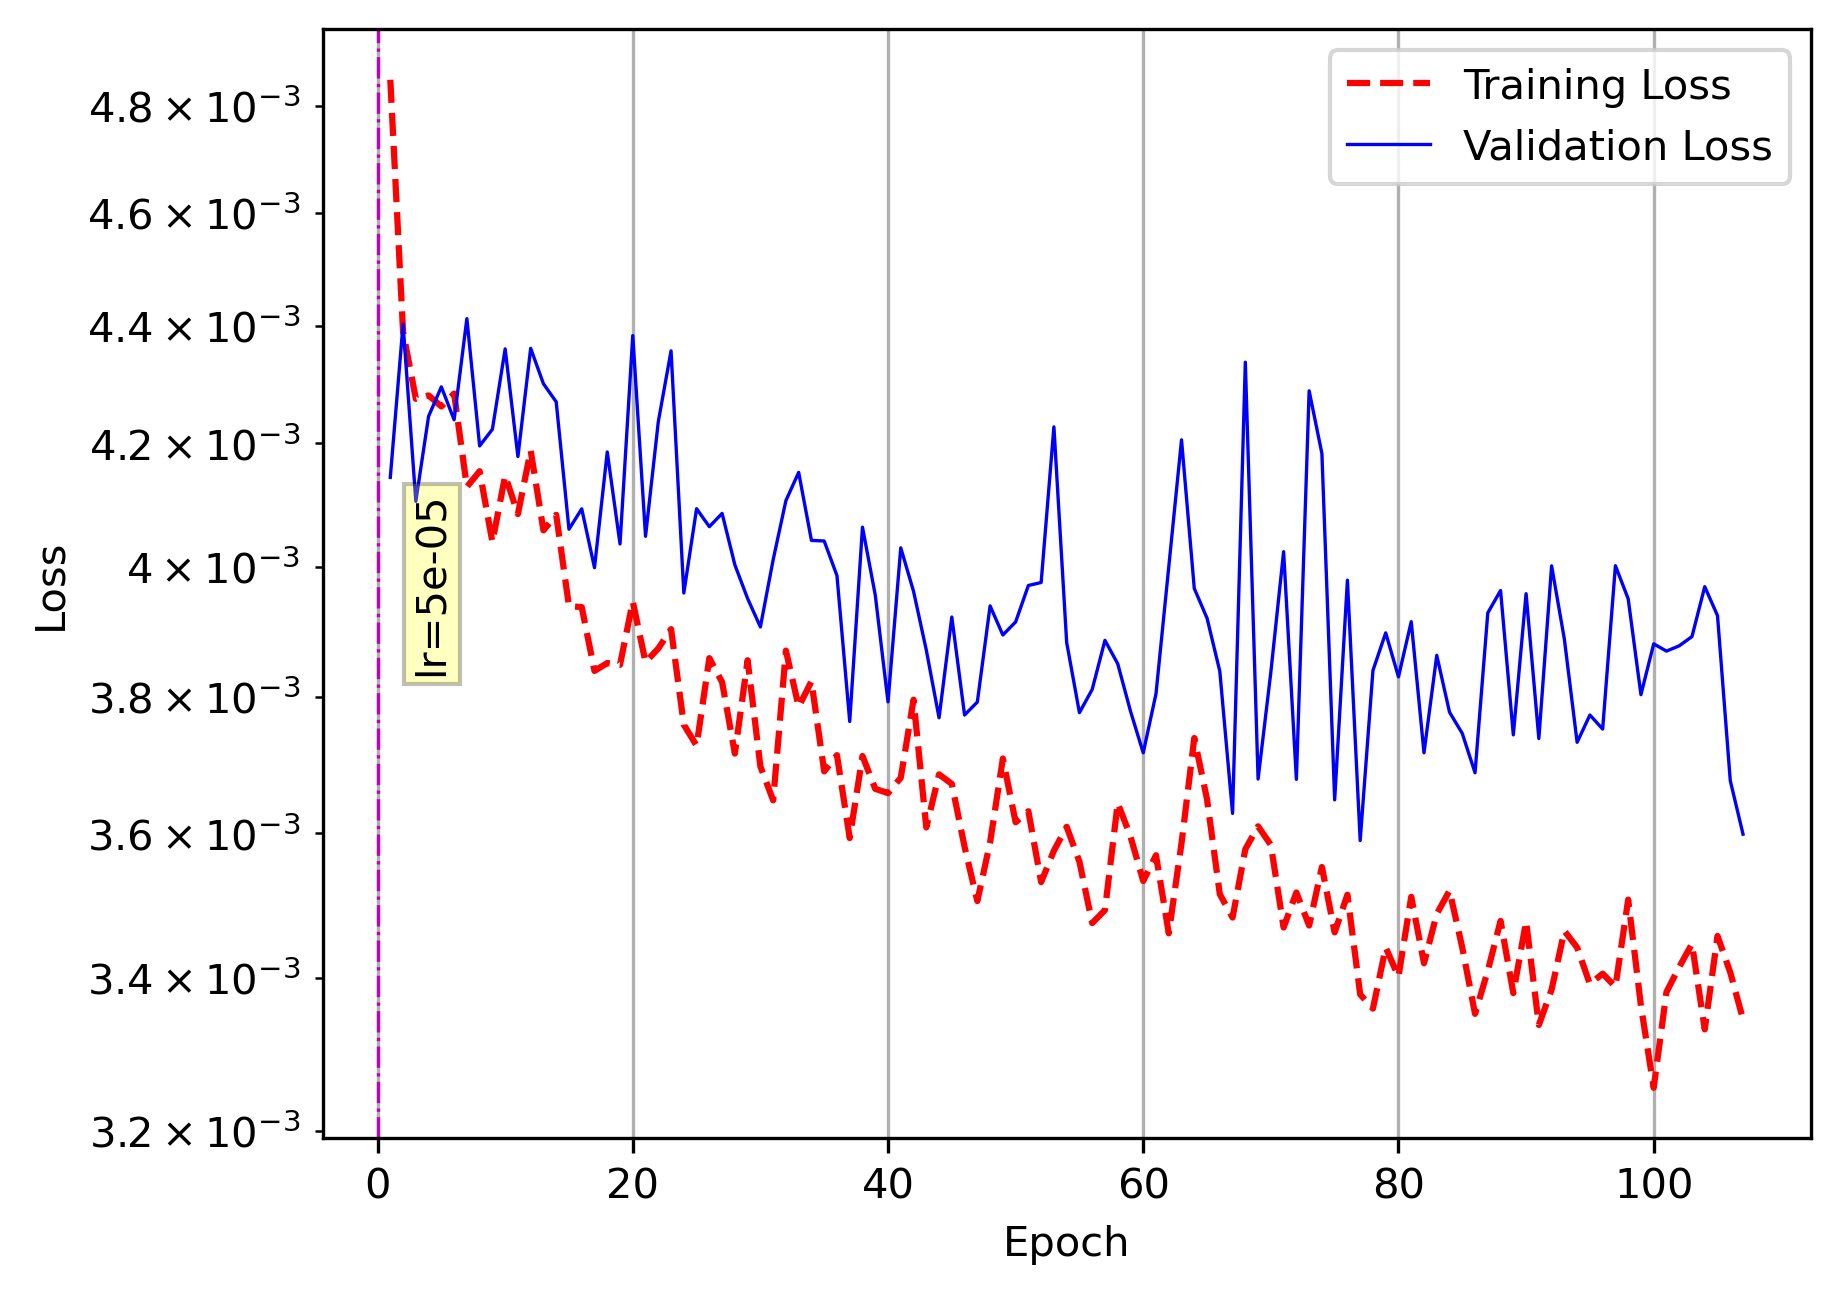 Training Loss
Validation Loss
4.8 × 10⁻³
4.6 × 10⁻³
4.4 × 10⁻³
4.2 × 10⁻³
4 × 10⁻³
3.8 × 10⁻³
3.6 × 10⁻³
3.4 × 10⁻³
3.2 × 10⁻³
Loss
lr=5e-05
0 20 40 60 80 100
Epoch